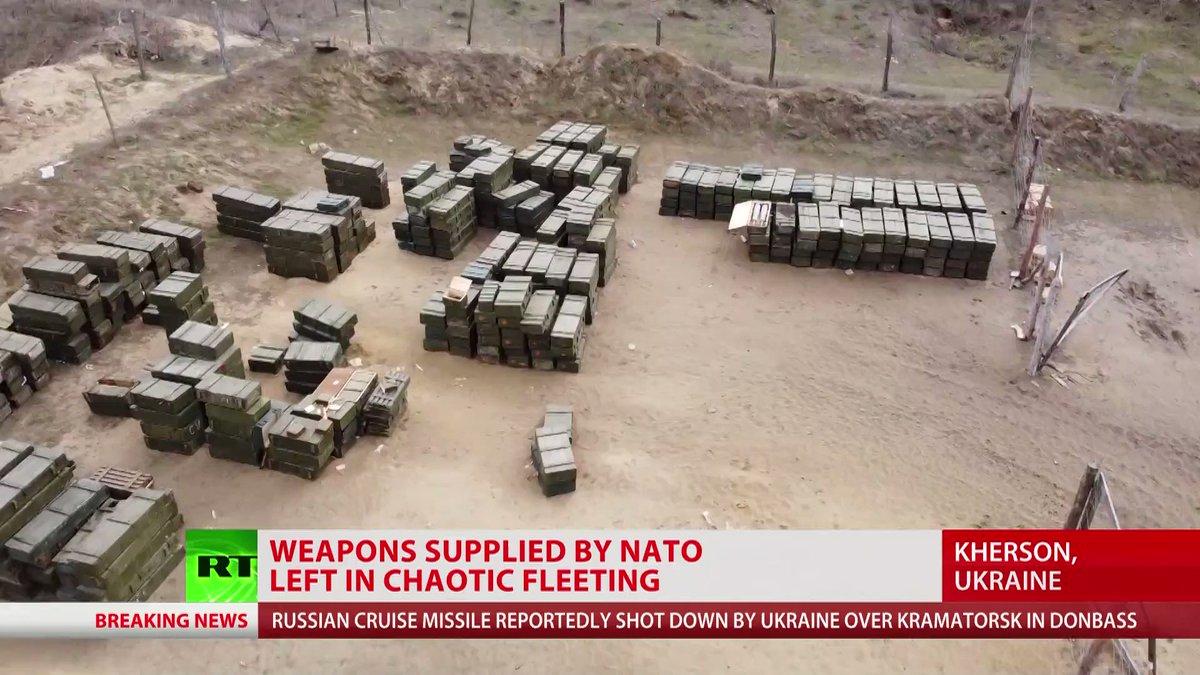 RT
WEAPONS SUPPLIED BY NATO
LEFT IN CHAOTIC FLEETING
KHERSON,
UKRAINE
BREAKING NEWS
RUSSIAN CRUISE MISSILE REPORTEDLY SHOT DOWN BY UKRAINE OVER KRAMATORSK IN DONBASS